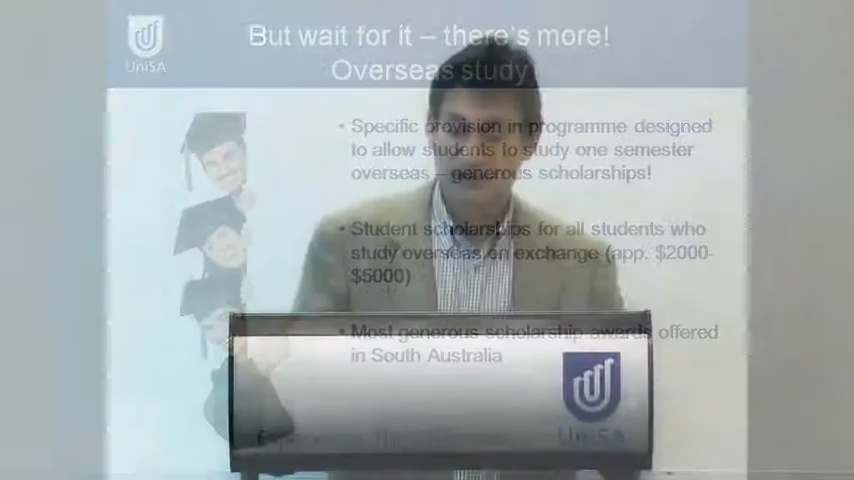 UniSA
But wait for it – there's more!
Overseas study
• Specific provision in programme designed
to allow students to study one semester
overseas – generous scholarships!
• Student scholarships for all students who
study overseas on exchange (app. $2000-
$5000)
• Most generous scholarship awards offered
in South Australia
UniSA